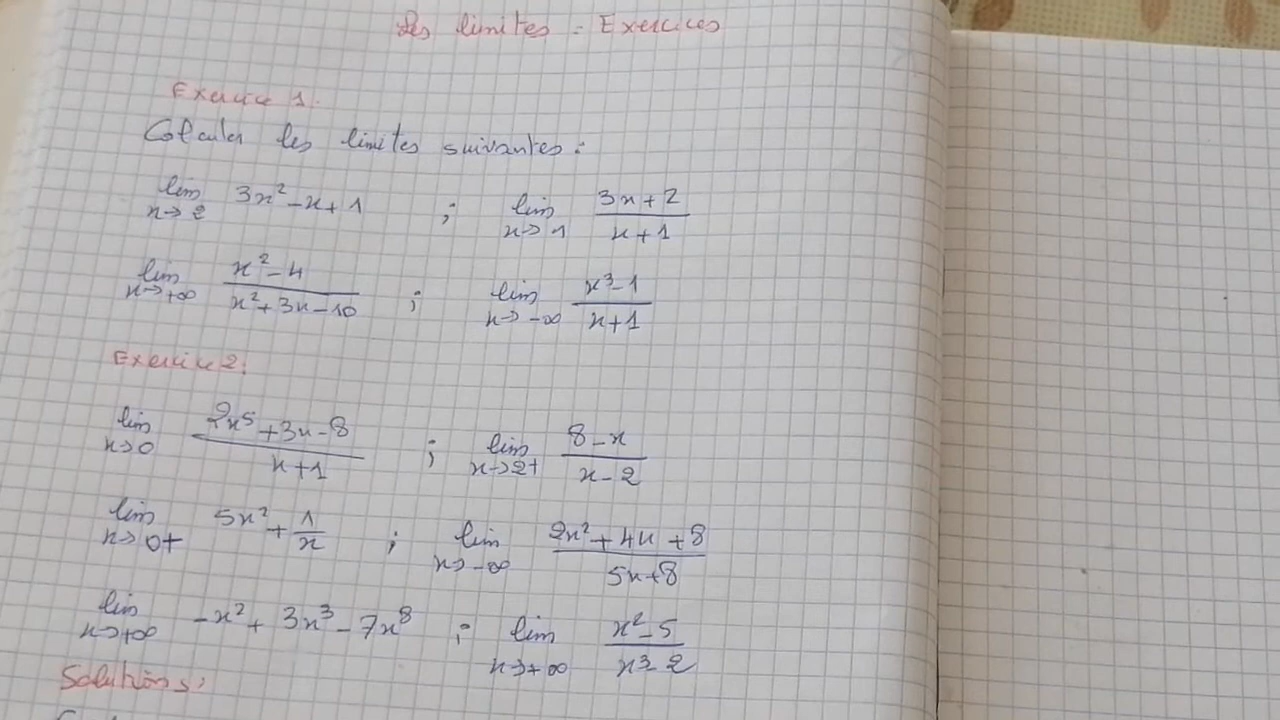 Les limites : Exercices
Exercice 1.
Calculer les limites suivantes :
lim x→2 3x²-x+1 ; lim x→1 (3x+2)/(x+1)
lim x→+∞ (x²-4)/(x²+3x-10) ; lim x→-∞ (x³-1)/(x+1)
Exercice 2:
lim x→0 (2x⁵+3x-8)/(x+1) ; lim x→2+ (8-x)/(x-2)
lim x→0+ 5x²+1/x ; lim x→-∞ (2x²+4x+8)/(5x+8)
lim x→+∞ -x²+3x³-7x⁸ ; lim x→+∞ (x²-5)/(x³-2)
Solutions: